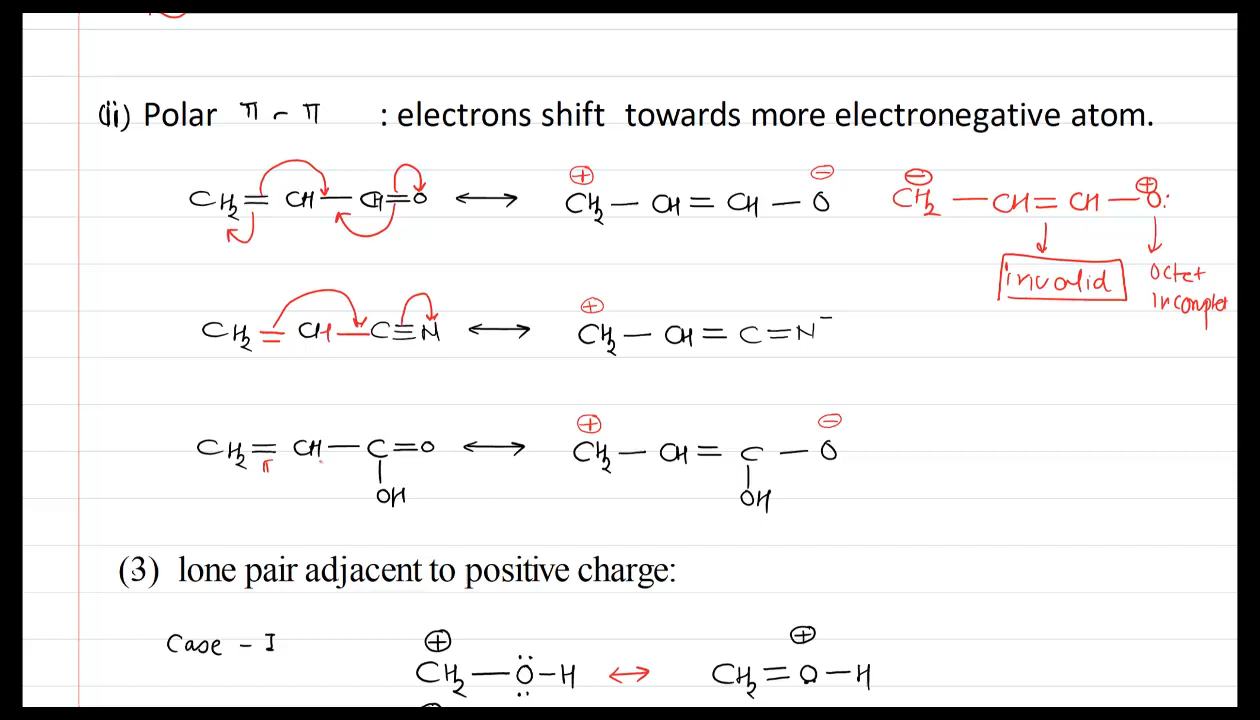 (ii) Polar π - π : electrons shift towards more electronegative atom.
CH2 = CH — CH = O ⟷ ⊕ CH2 — CH = CH — O ⊖ ⊖ CH2 — CH = CH — O: ⊕
invalid
Octet
Incomplet
CH2 = CH — C ≡ N ⟷ ⊕ CH2 — CH = C = N⁻
CH2 = CH — C = O ⟷ ⊕ CH2 — CH = C — O ⊖
π
OH OH
(3) lone pair adjacent to positive charge:
Case - I
⊕ CH2 — Ö — H ⟷ CH2 = O — H ⊕